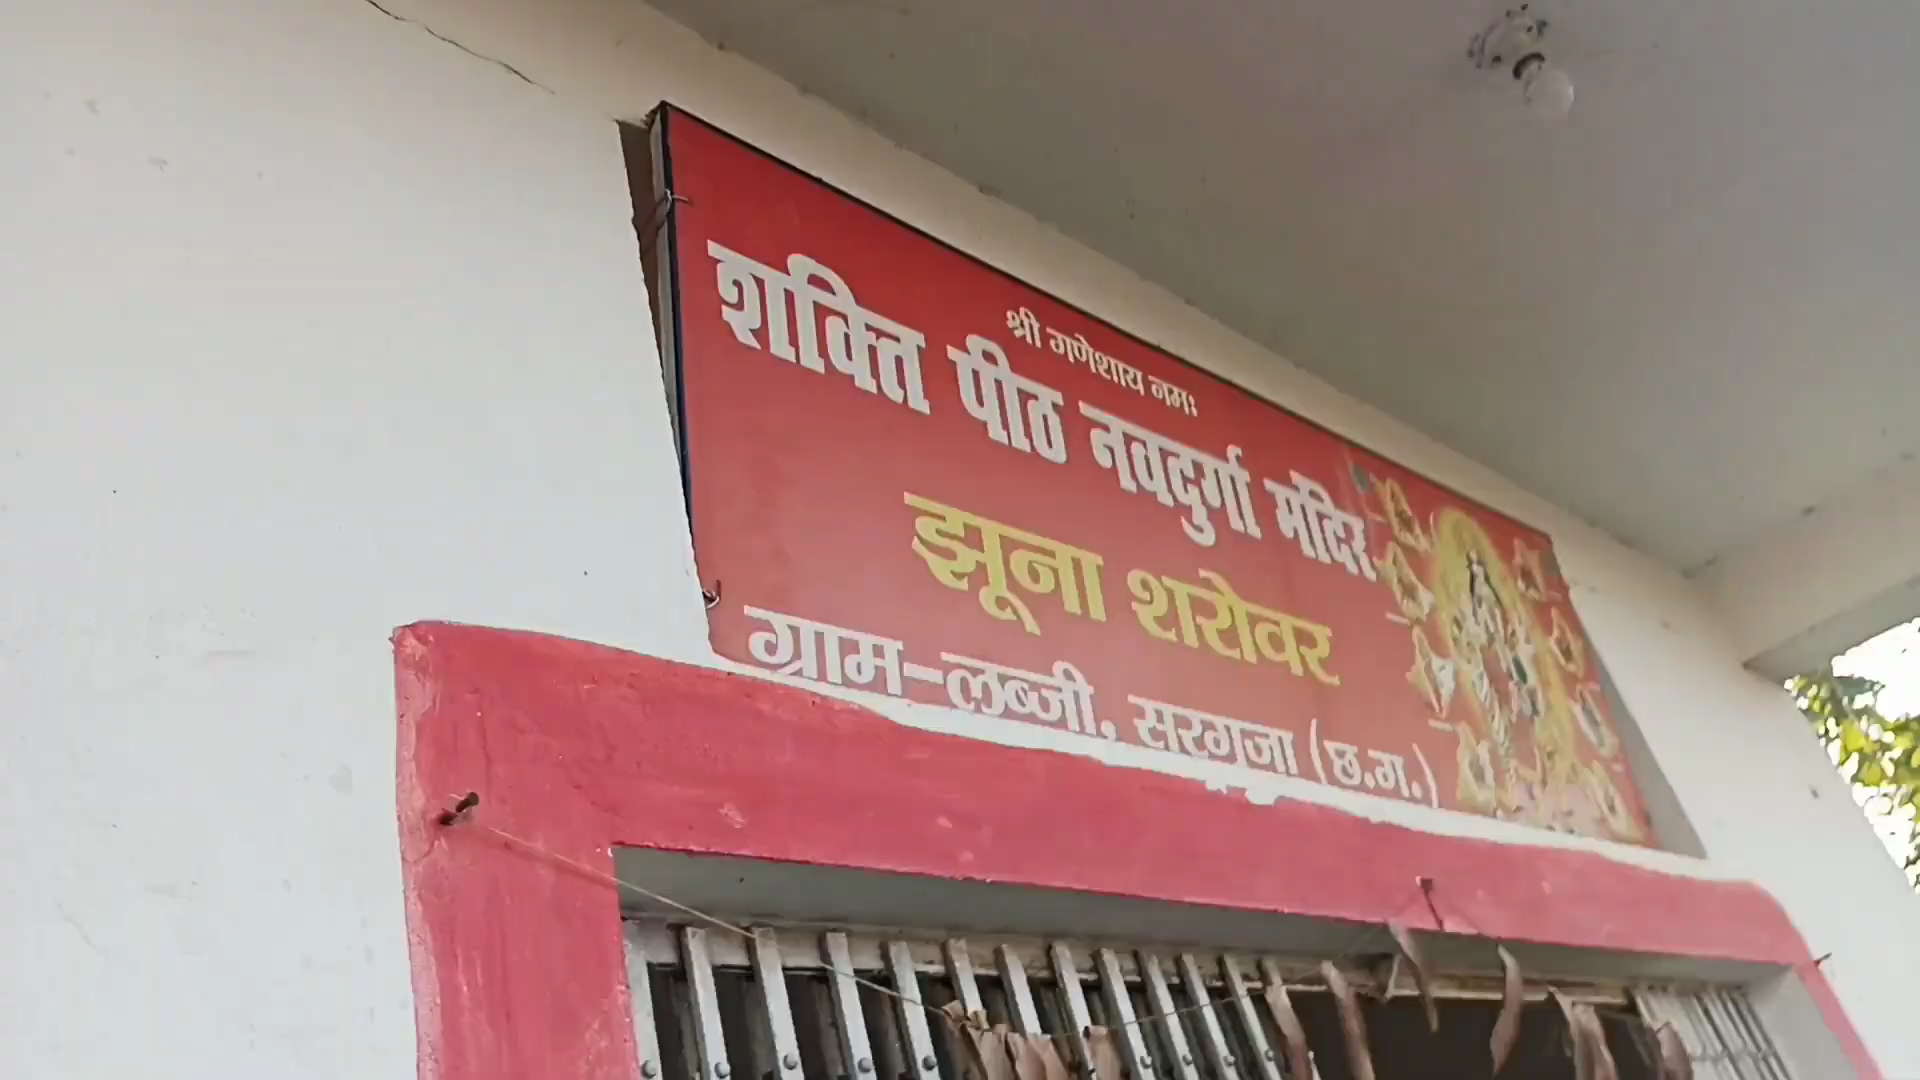 श्री गणेशाय नमः
शक्ति पीठ नवदुर्गा मंदिर
झूना शरोवर
ग्राम-लब्जी, सरगुजा (छ.ग.)